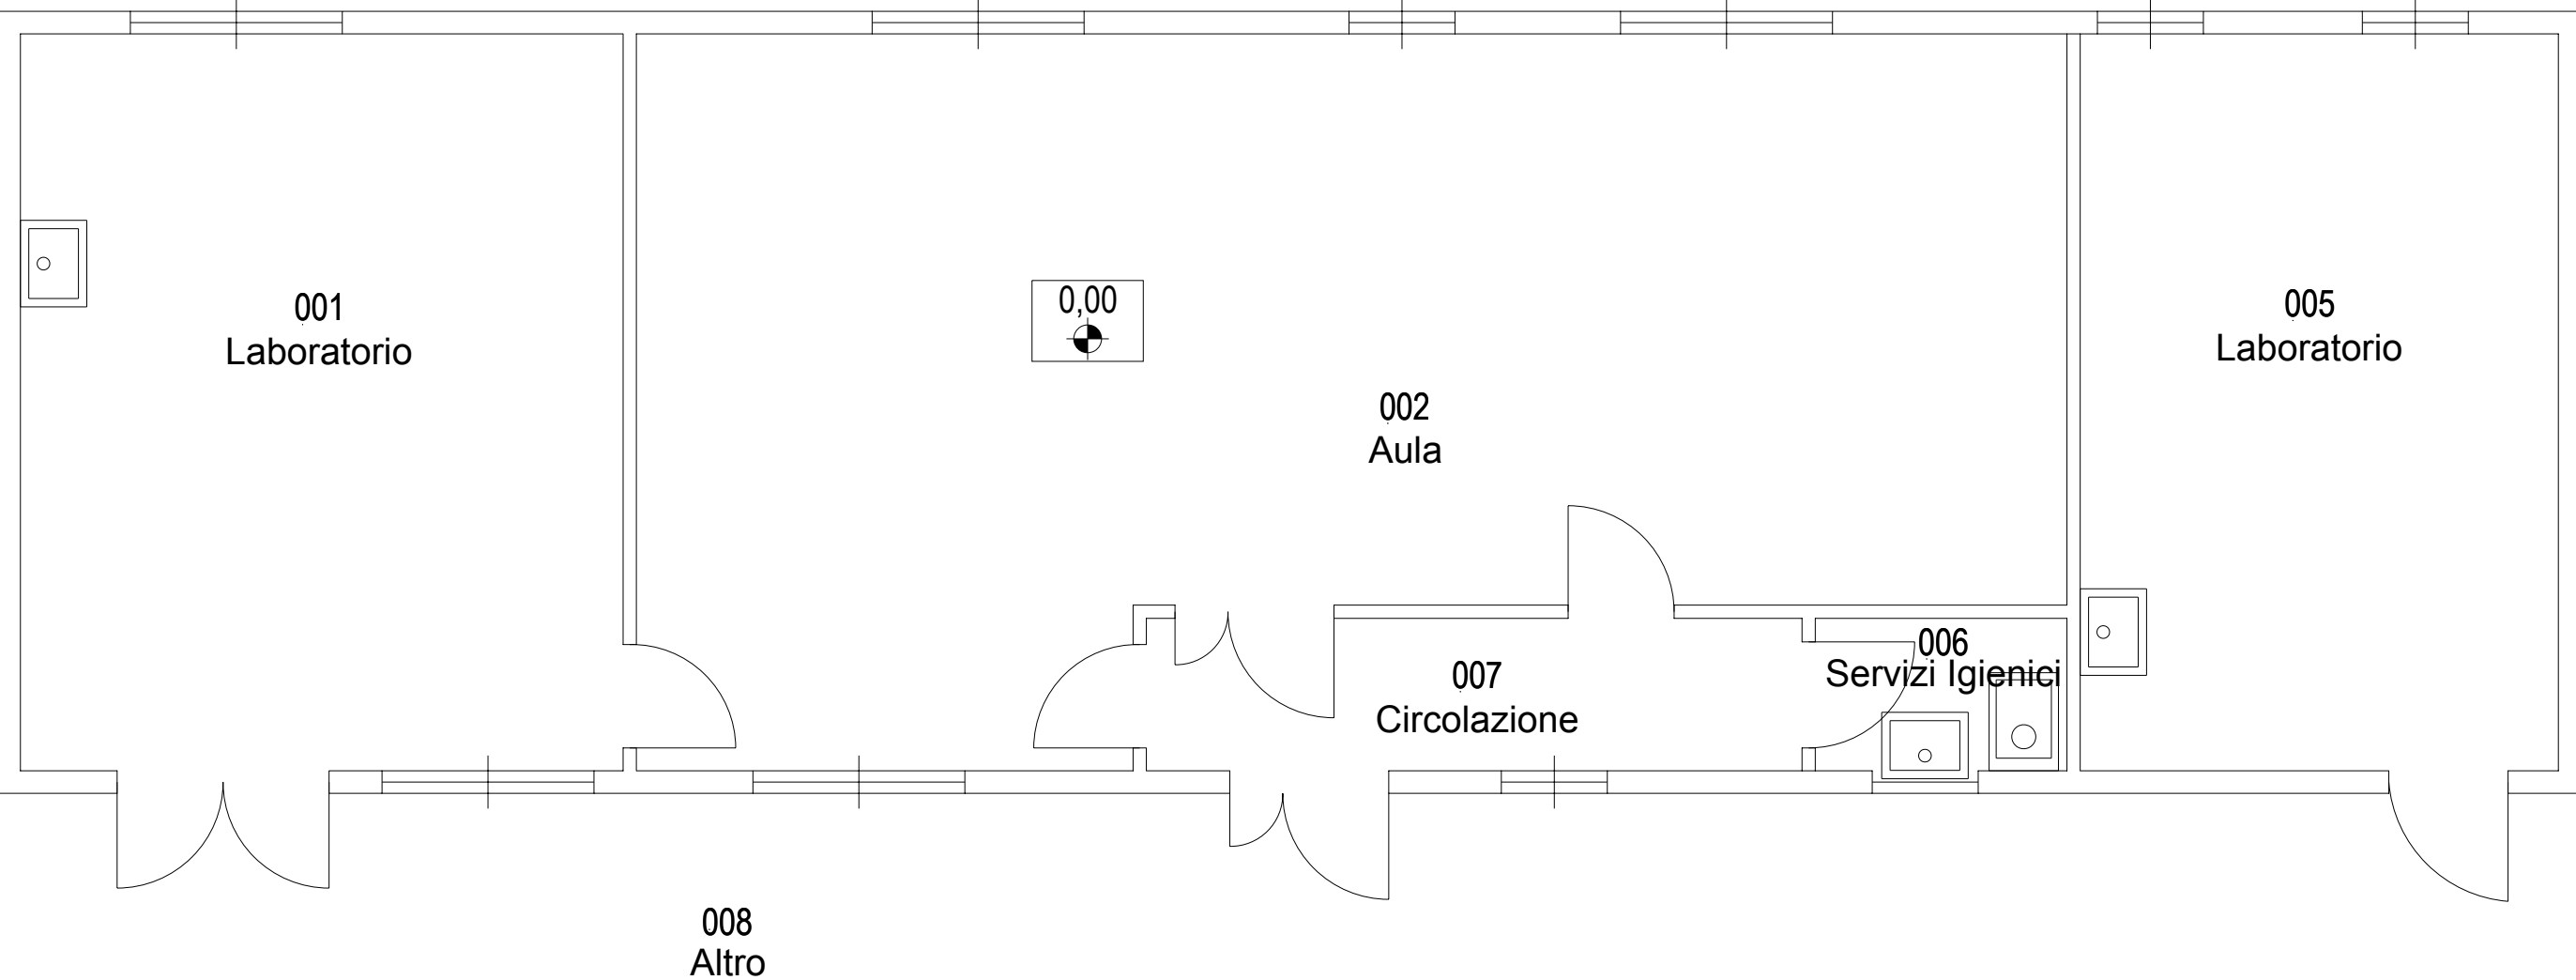 001
Laboratorio
0,00
002
Aula
005
Laboratorio
006
Servizi Igienici
007
Circolazione
008
Altro